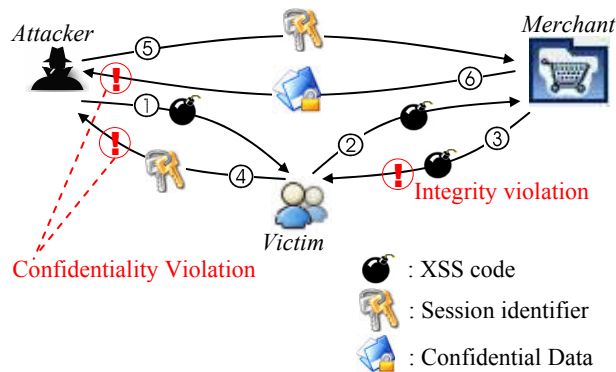 Attacker
Merchant
5
6
1
2
3
4
Integrity violation
Victim
Confidentiality Violation
: XSS code
: Session identifier
: Confidential Data